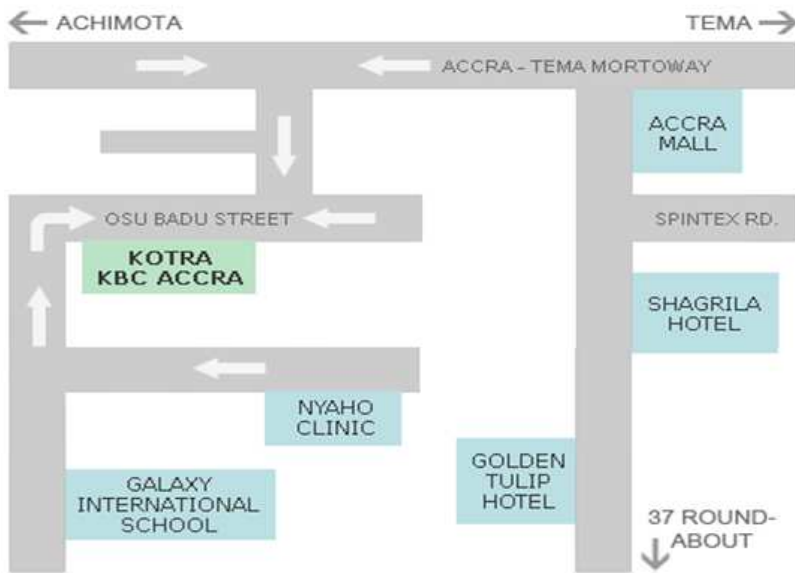 ACHIMOTA
TEMA
ACCRA - TEMA MORTOWAY
ACCRA
MALL
OSU BADU STREET
SPINTEX RD.
KOTRA
KBC ACCRA
SHAGRILA
HOTEL
NYAHO
CLINIC
GOLDEN
TULIP
HOTEL
GALAXY
INTERNATIONAL
SCHOOL
37 ROUND-
ABOUT